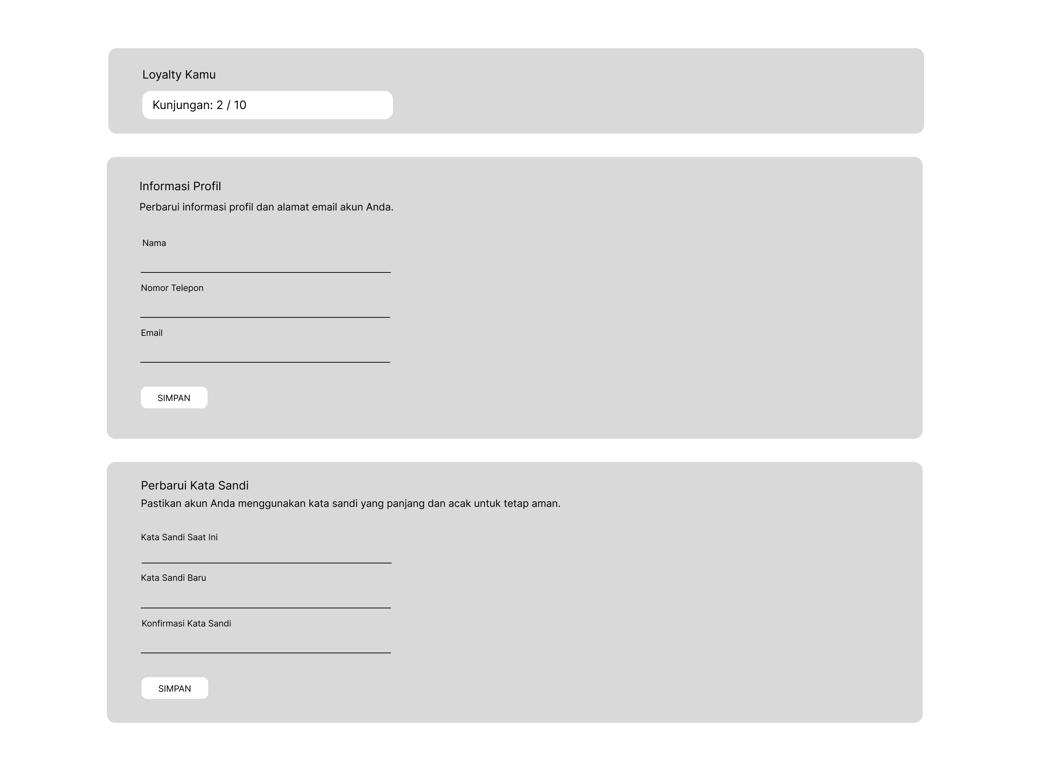 Loyalty Kamu
Kunjungan: 2 / 10
Informasi Profil
Perbarui informasi profil dan alamat email akun Anda.
Nama
Nomor Telepon
Email
SIMPAN
Perbarui Kata Sandi
Pastikan akun Anda menggunakan kata sandi yang panjang dan acak untuk tetap aman.
Kata Sandi Saat Ini
Kata Sandi Baru
Konfirmasi Kata Sandi
SIMPAN